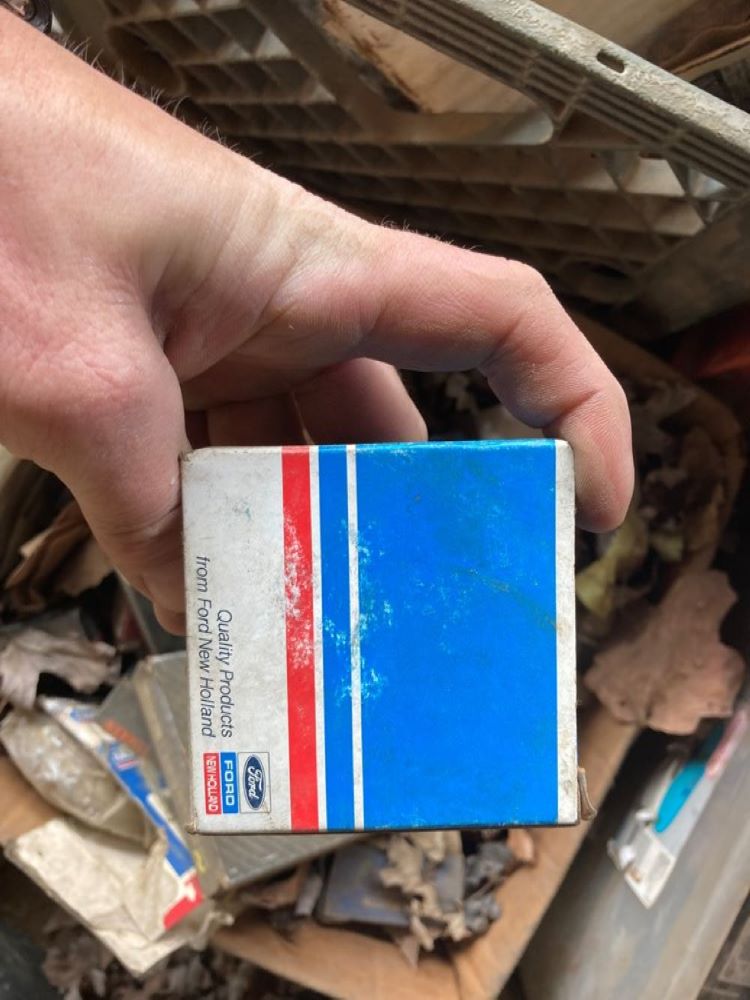 Quality Products
from Ford New Holland
Ford
FORD
NEW HOLLAND